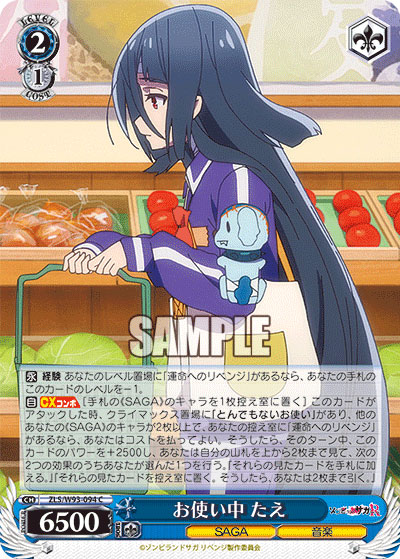 LEVEL
2
1
COST
SAMPLE
永 経験 あなたのレベル置場に「運命へのリベンジ」があるなら、あなたの手札の
このカードのレベルを-1。
自 CXコンボ [手札の《SAGA》のキャラを1枚控え室に置く] このカードが
アタックした時、クライマックス置場に「とんでもないお使い」があり、他の
あなたの《SAGA》のキャラが2枚以上で、あなたの控え室に「運命へのリベンジ」
があるなら、あなたはコストを払ってよい。そうしたら、そのターン中、この
カードのパワーを+2500し、あなたは自分の山札を上から2枚まで見て、次
の2つの効果のうちあなたが選んだ1つを行う。『それらの見たカードを手札に加
える。』『それらの見たカードを控え室に置き、あなたは2枚まで引く。』
ZLS/W93-094 C
6500
お使い中 たえ
SAGA
音楽
©ゾンビランドサガ リベンジ製作委員会